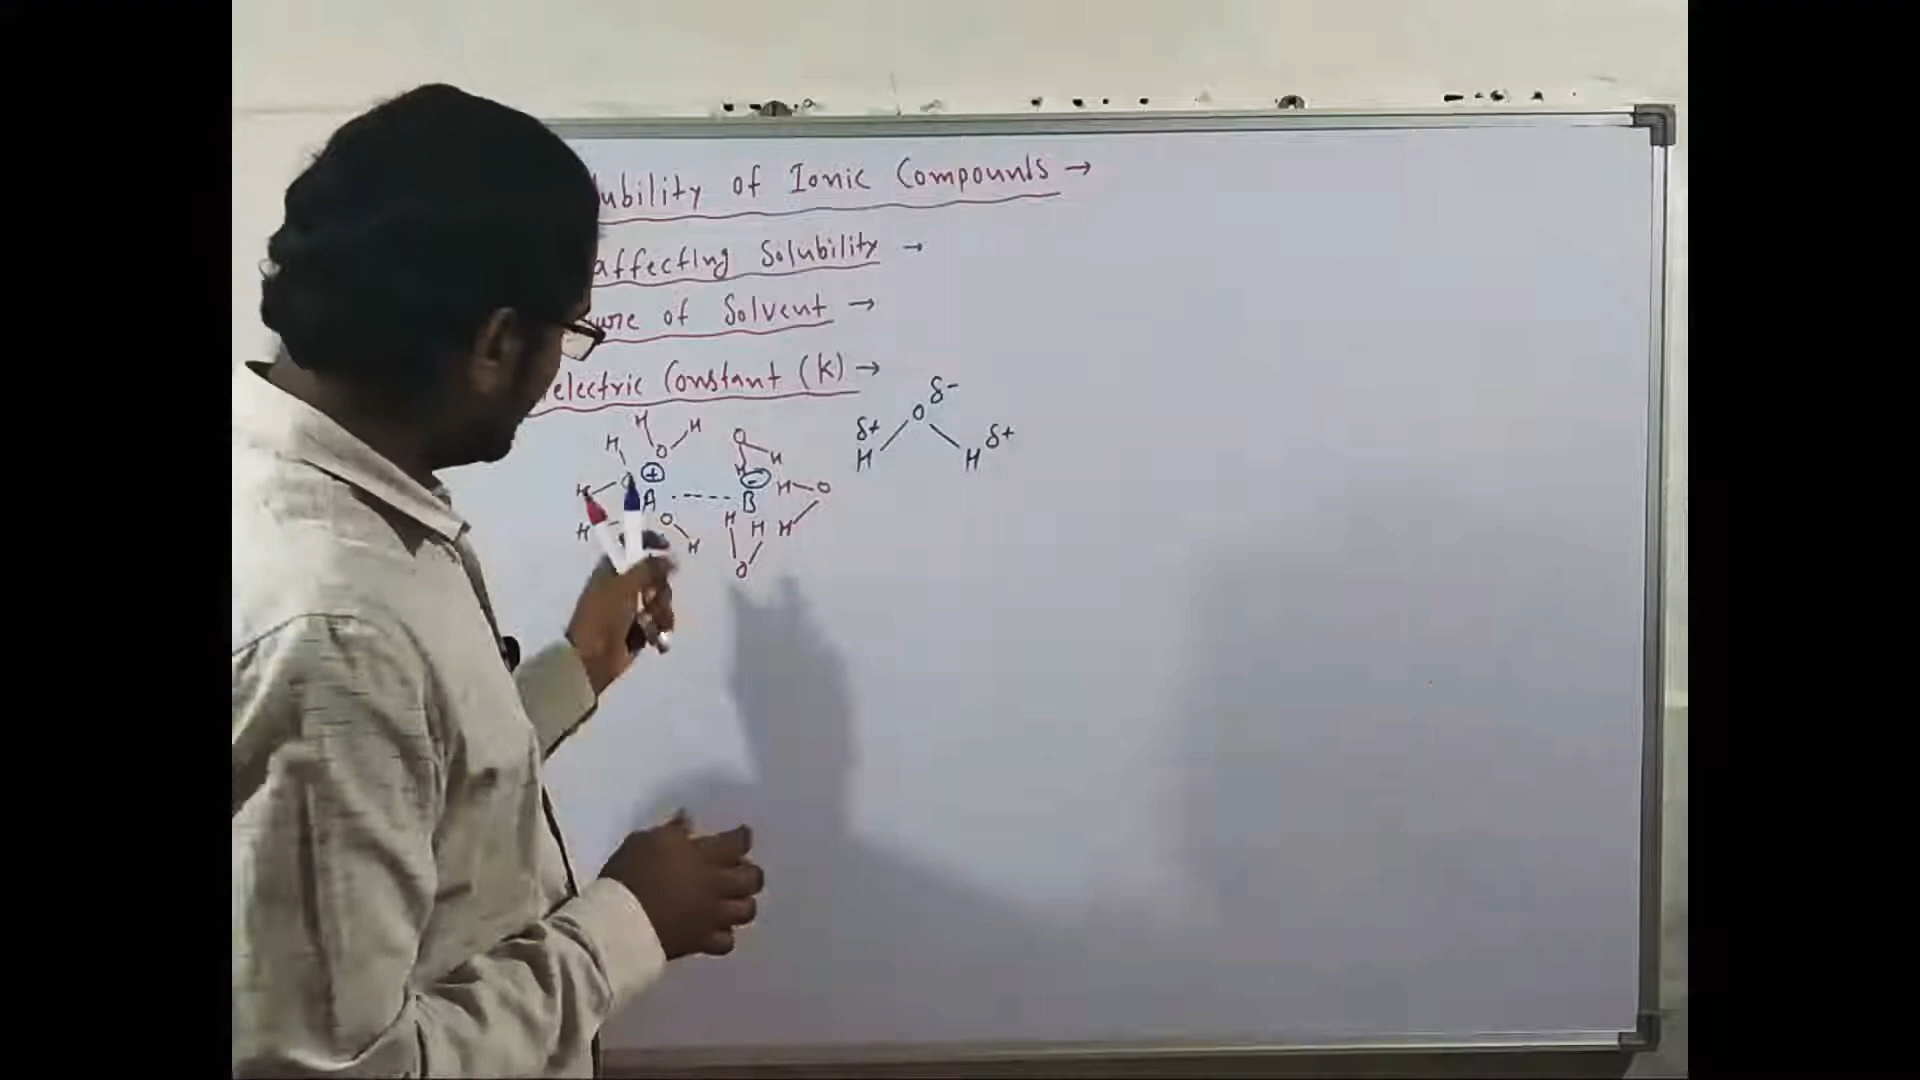 lubility of Ionic Compounds →
affecting Solubility →
ure of Solvent →
electric Constant (K) →
H H O
H O
H
+ A - - - - B -
H
O H
O H H
H O H
H H O
δ-
O
δ+ H
H δ+